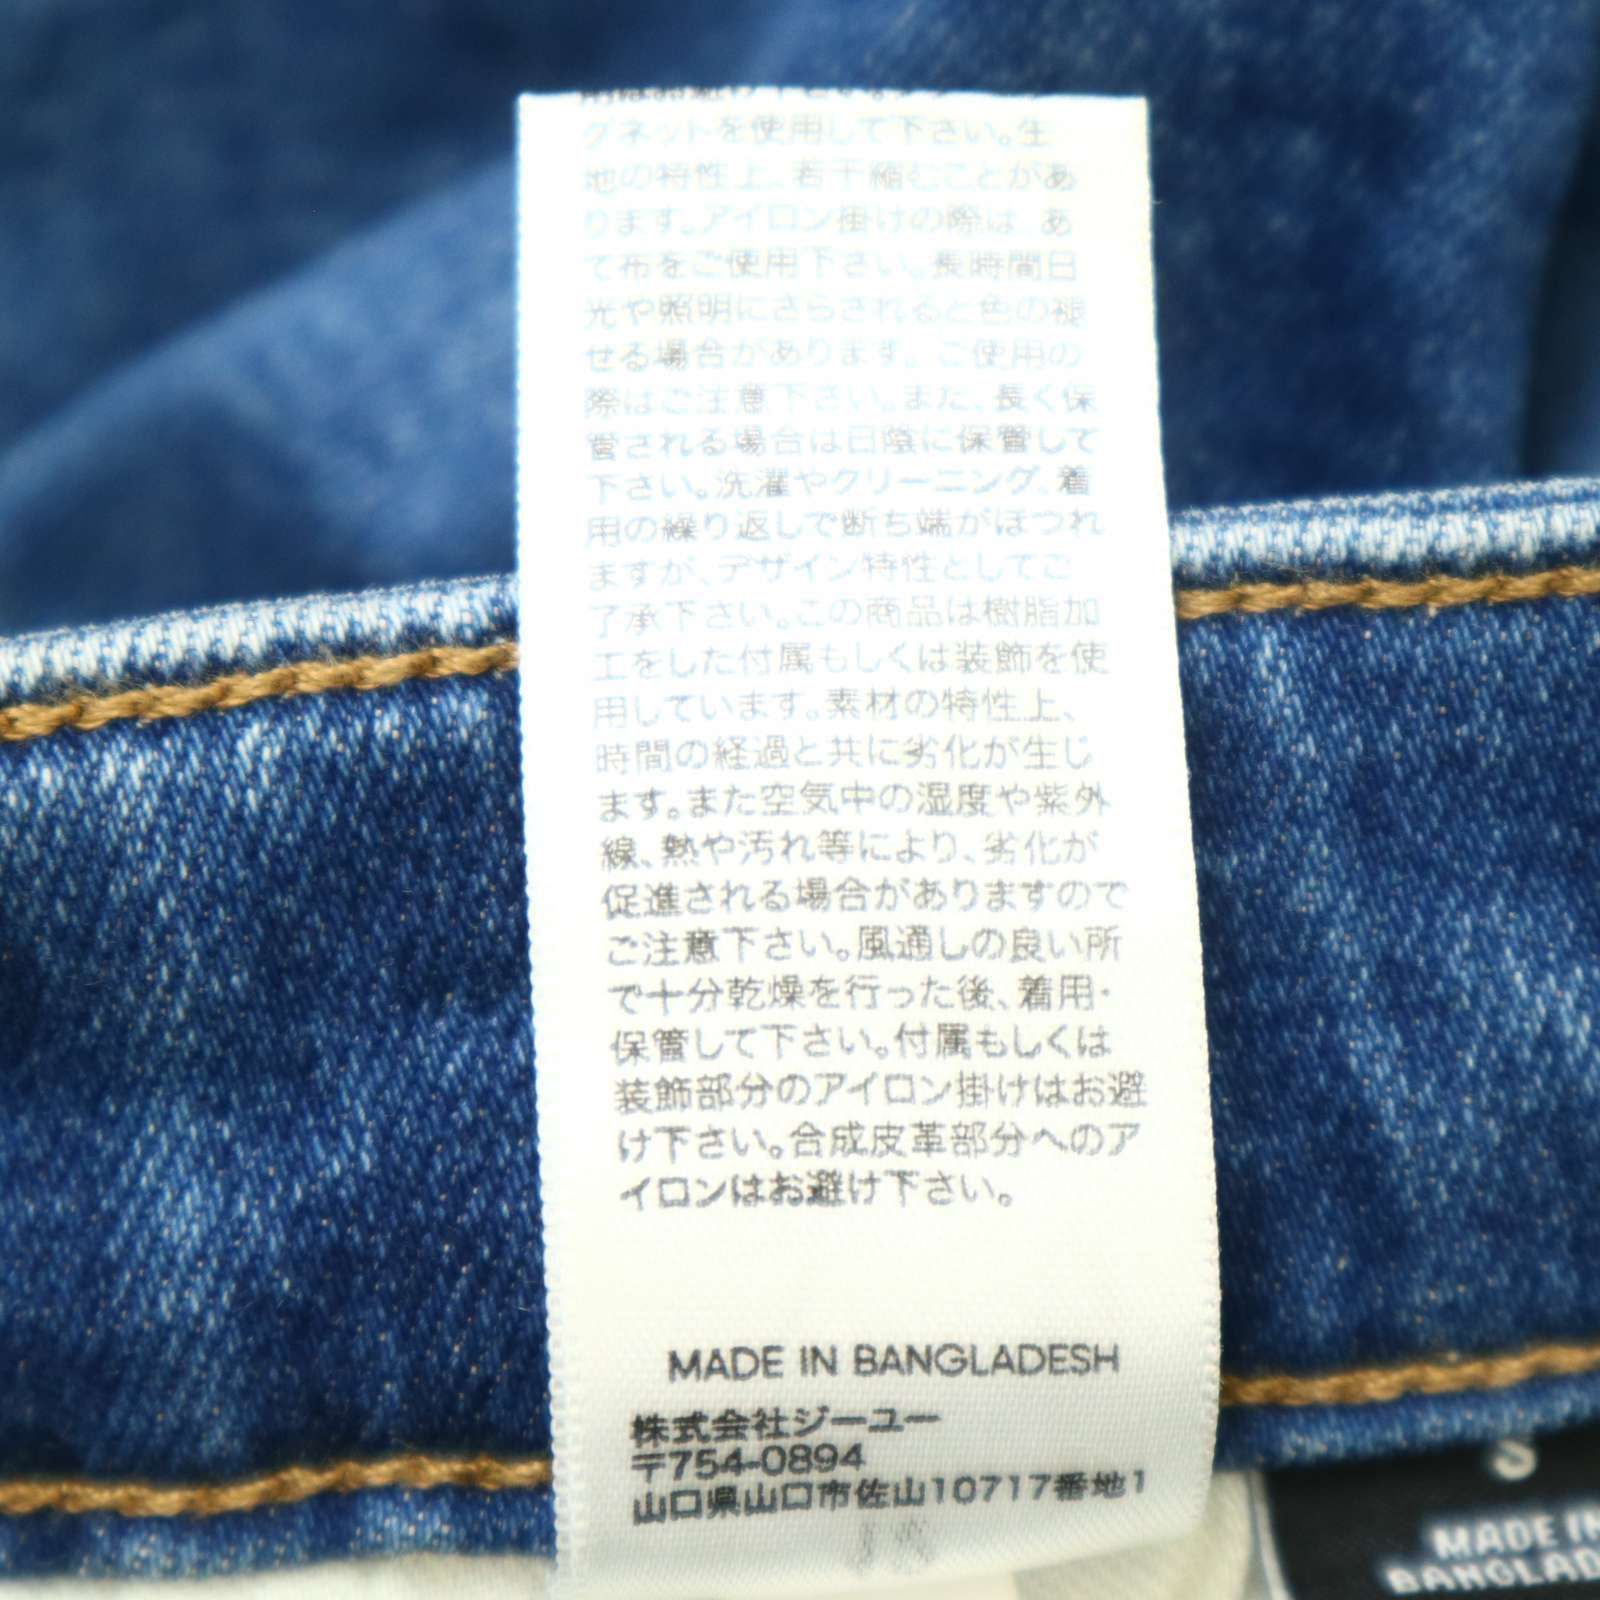 グネットを使用して下さい。生
地の特性上、若干縮むことがあ
ります。アイロン掛けの際は、あ
て布をご使用下さい。長時間日
光や照明にさらされると色の褪
せる場合があります。ご使用の
際はご注意下さい。また、長く保
管される場合は日陰に保管して
下さい。洗濯やクリーニング、着
用の繰り返しで断ち端がほつれ
ますが、デザイン特性としてご
了承下さい。この商品は樹脂加
工をした付属もしくは装飾を使
用しています。素材の特性上、
時間の経過と共に劣化が生じ
ます。また空気中の湿度や紫外
線、熱や汚れ等により、劣化が
促進される場合がありますので
ご注意下さい。風通しの良い所
で十分乾燥を行った後、着用・
保管して下さい。付属もしくは
装飾部分のアイロン掛けはお避
け下さい。合成皮革部分へのア
イロンはお避け下さい。
MADE IN BANGLADESH
株式会社ジーユー
〒754-0894
山口県山口市佐山10717番地1
S
MADE IN
BANGLAD